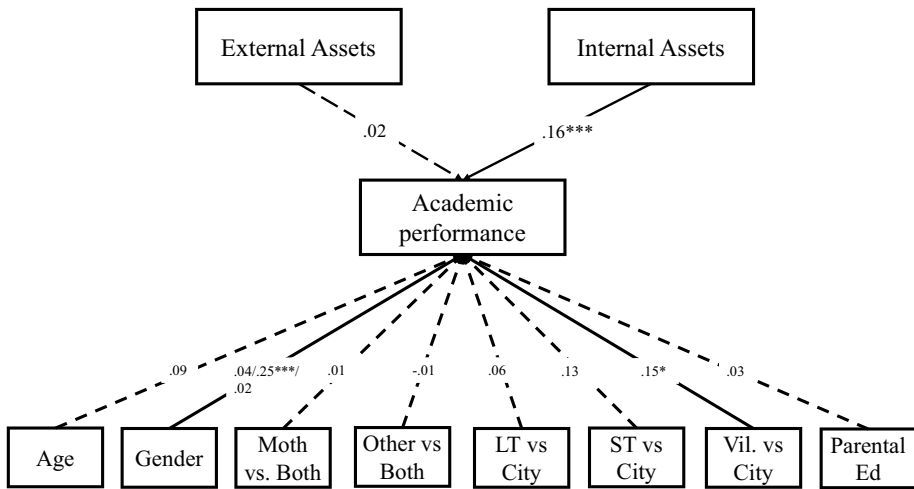 External Assets
Internal Assets
.02
.16***
Academic
performance
.09
.04/.25***/
.02
.01
-.01
.06
.13
.15*
.03
Age
Gender
Moth
vs. Both
Other vs
Both
LT vs
City
ST vs
City
Vil. vs
City
Parental
Ed